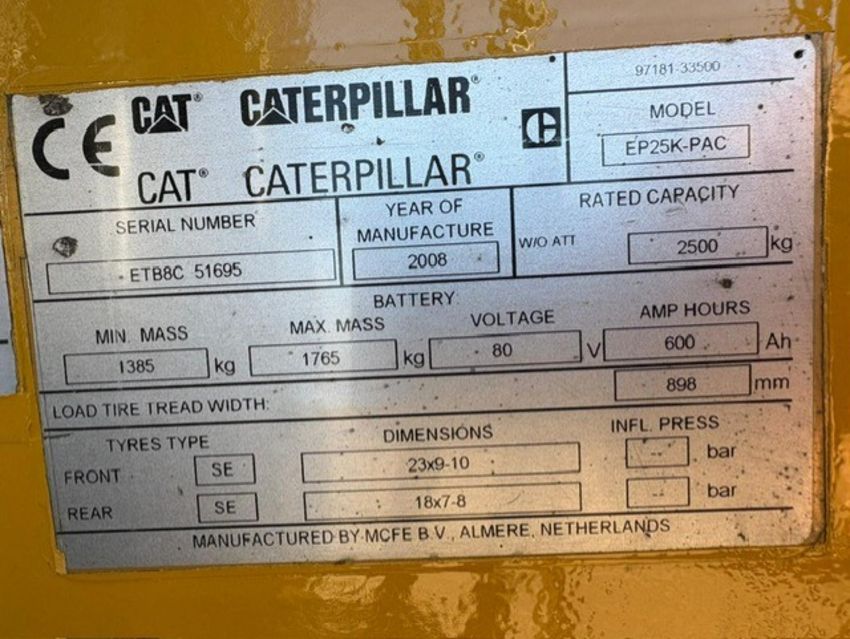 97181-33500
CE CAT® CATERPILLAR®
CAT® CATERPILLAR®
MODEL
EP25K-PAC
SERIAL NUMBER
ETB8C 51695
YEAR OF
MANUFACTURE
2008
RATED CAPACITY
W/O ATT 2500 kg
BATTERY:
MIN. MASS MAX. MASS VOLTAGE AMP HOURS
1385 kg 1765 kg 80 V 600 Ah
LOAD TIRE TREAD WIDTH: 898 mm
TYRES TYPE DIMENSIONS INFL. PRESS
FRONT SE 23x9-10 -- bar
REAR SE 18x7-8 -- bar
MANUFACTURED BY MCFE B.V., ALMERE, NETHERLANDS